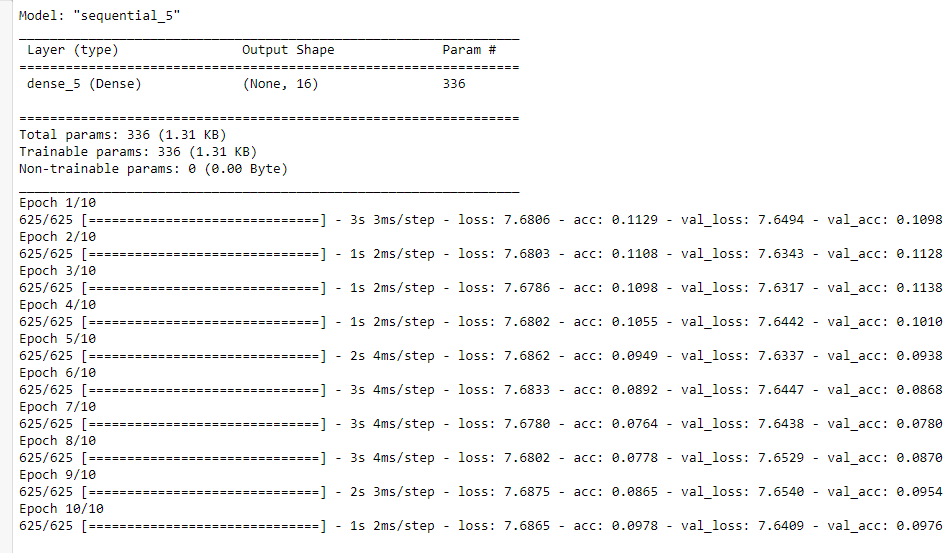 Model: "sequential_5"
_________________________________________________________________
Layer (type) Output Shape Param #
=================================================================
dense_5 (Dense) (None, 16) 336
=================================================================
Total params: 336 (1.31 KB)
Trainable params: 336 (1.31 KB)
Non-trainable params: 0 (0.00 Byte)
_________________________________________________________________
Epoch 1/10
625/625 [==============================] - 3s 3ms/step - loss: 7.6806 - acc: 0.1129 - val_loss: 7.6494 - val_acc: 0.1098
Epoch 2/10
625/625 [==============================] - 1s 2ms/step - loss: 7.6803 - acc: 0.1108 - val_loss: 7.6343 - val_acc: 0.1128
Epoch 3/10
625/625 [==============================] - 1s 2ms/step - loss: 7.6786 - acc: 0.1098 - val_loss: 7.6317 - val_acc: 0.1138
Epoch 4/10
625/625 [==============================] - 1s 2ms/step - loss: 7.6802 - acc: 0.1055 - val_loss: 7.6442 - val_acc: 0.1010
Epoch 5/10
625/625 [==============================] - 2s 4ms/step - loss: 7.6862 - acc: 0.0949 - val_loss: 7.6337 - val_acc: 0.0938
Epoch 6/10
625/625 [==============================] - 3s 4ms/step - loss: 7.6833 - acc: 0.0892 - val_loss: 7.6447 - val_acc: 0.0868
Epoch 7/10
625/625 [==============================] - 3s 4ms/step - loss: 7.6780 - acc: 0.0764 - val_loss: 7.6438 - val_acc: 0.0780
Epoch 8/10
625/625 [==============================] - 3s 4ms/step - loss: 7.6802 - acc: 0.0778 - val_loss: 7.6529 - val_acc: 0.0870
Epoch 9/10
625/625 [==============================] - 2s 3ms/step - loss: 7.6875 - acc: 0.0865 - val_loss: 7.6540 - val_acc: 0.0954
Epoch 10/10
625/625 [==============================] - 1s 2ms/step - loss: 7.6865 - acc: 0.0978 - val_loss: 7.6409 - val_acc: 0.0976